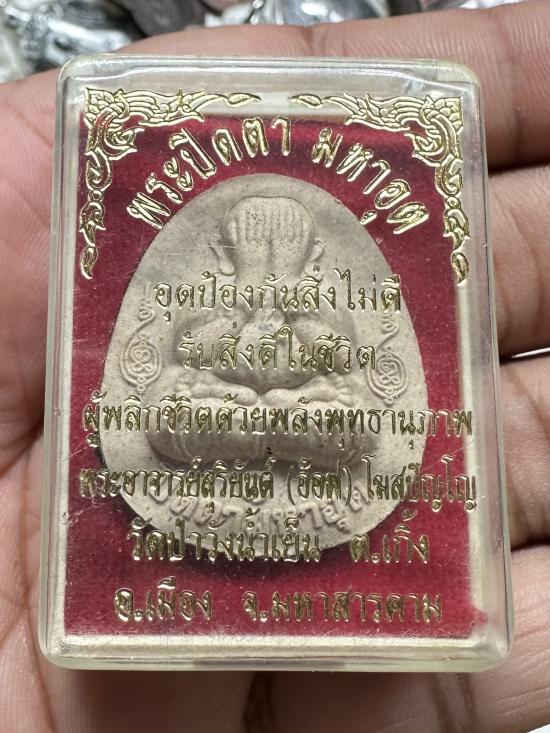 พระปิดตา มหาอุด
อุดป้องกันสิ่งไม่ดี
รับสิ่งดีในชีวิต
ผู้พลิกชีวิตด้วยพลังพุทธานุภาพ
พระอาจารย์สุริยันต์ (อ๊อด) โฆสปัญโญ
วัดป่าวังน้ำเย็น ต.เกิ้ง
อ.เมือง จ.มหาสารคาม